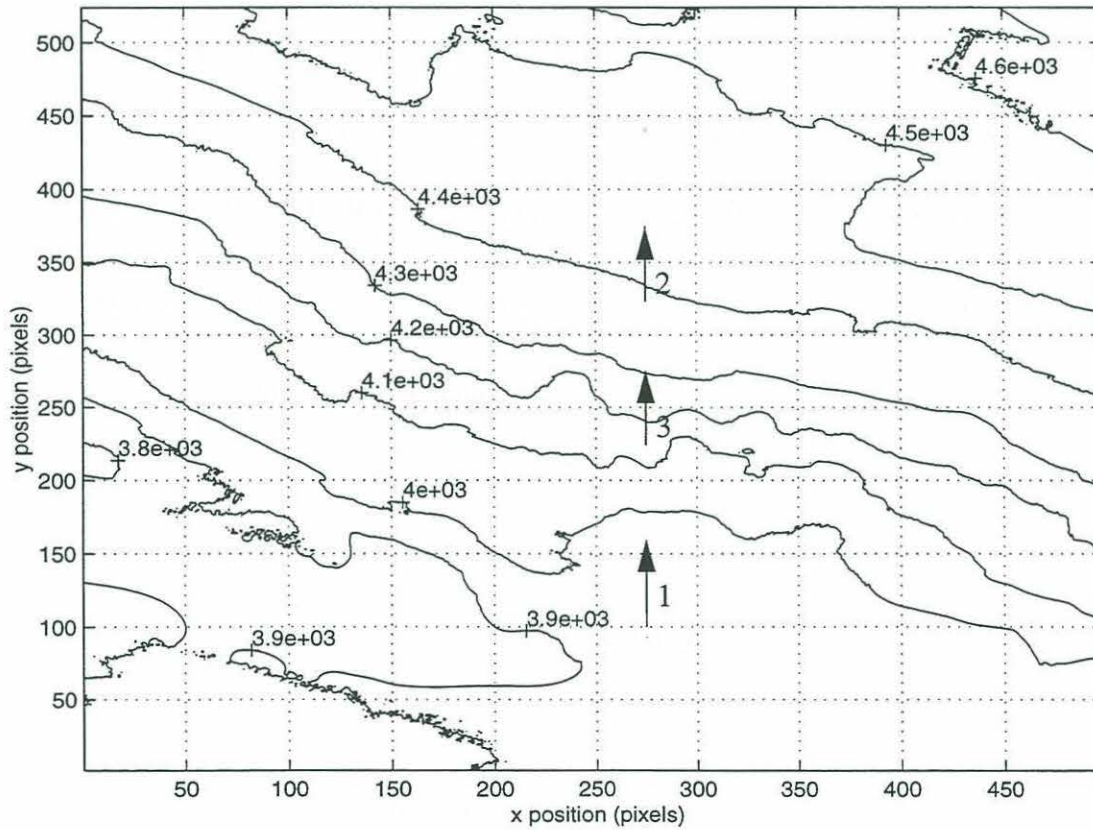 500
4.6e+03
450
4.5e+03
400
4.4e+03
350
4.3e+03
2
300
4.2e+03
4.1e+03
250
3
3.8e+03
200
4e+03
150
1
100
3.9e+03
3.9e+03
50
y position (pixels)
50 100 150 200 250 300 350 400 450
x position (pixels)